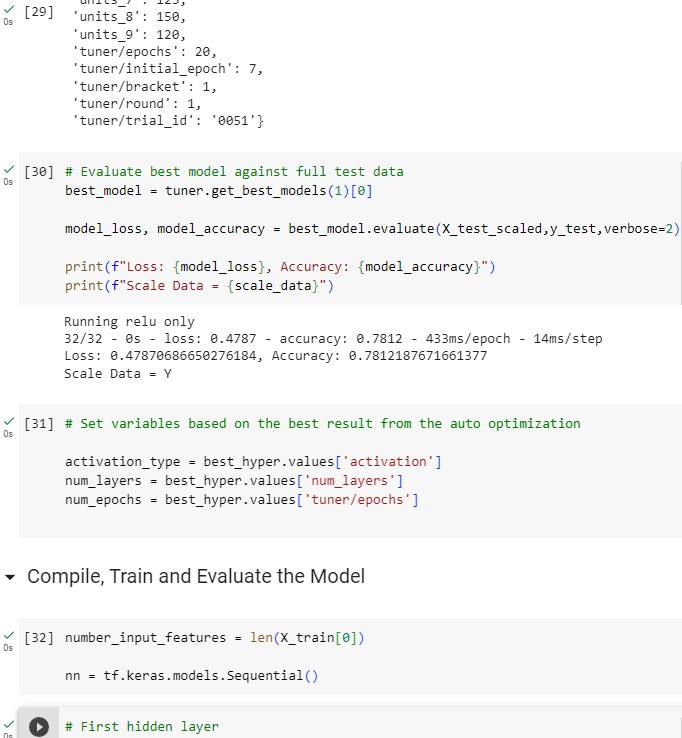 [29]
'units_8': 150,
'units_9': 120,
'tuner/epochs': 20,
'tuner/initial_epoch': 7,
'tuner/bracket': 1,
'tuner/round': 1,
'tuner/trial_id': '0051'}
0s
[30] # Evaluate best model against full test data
0s
best_model = tuner.get_best_models(1)[0]
model_loss, model_accuracy = best_model.evaluate(X_test_scaled,y_test,verbose=2)
print(f"Loss: {model_loss}, Accuracy: {model_accuracy}")
print(f"Scale Data = {scale_data}")
Running relu only
32/32 - 0s - loss: 0.4787 - accuracy: 0.7812 - 433ms/epoch - 14ms/step
Loss: 0.47870686650276184, Accuracy: 0.7812187671661377
Scale Data = Y
[31] # Set variables based on the best result from the auto optimization
0s
activation_type = best_hyper.values['activation']
num_layers = best_hyper.values['num_layers']
num_epochs = best_hyper.values['tuner/epochs']
Compile, Train and Evaluate the Model
[32] number_input_features = len(X_train[0])
0s
nn = tf.keras.models.Sequential()
# First hidden layer
0s